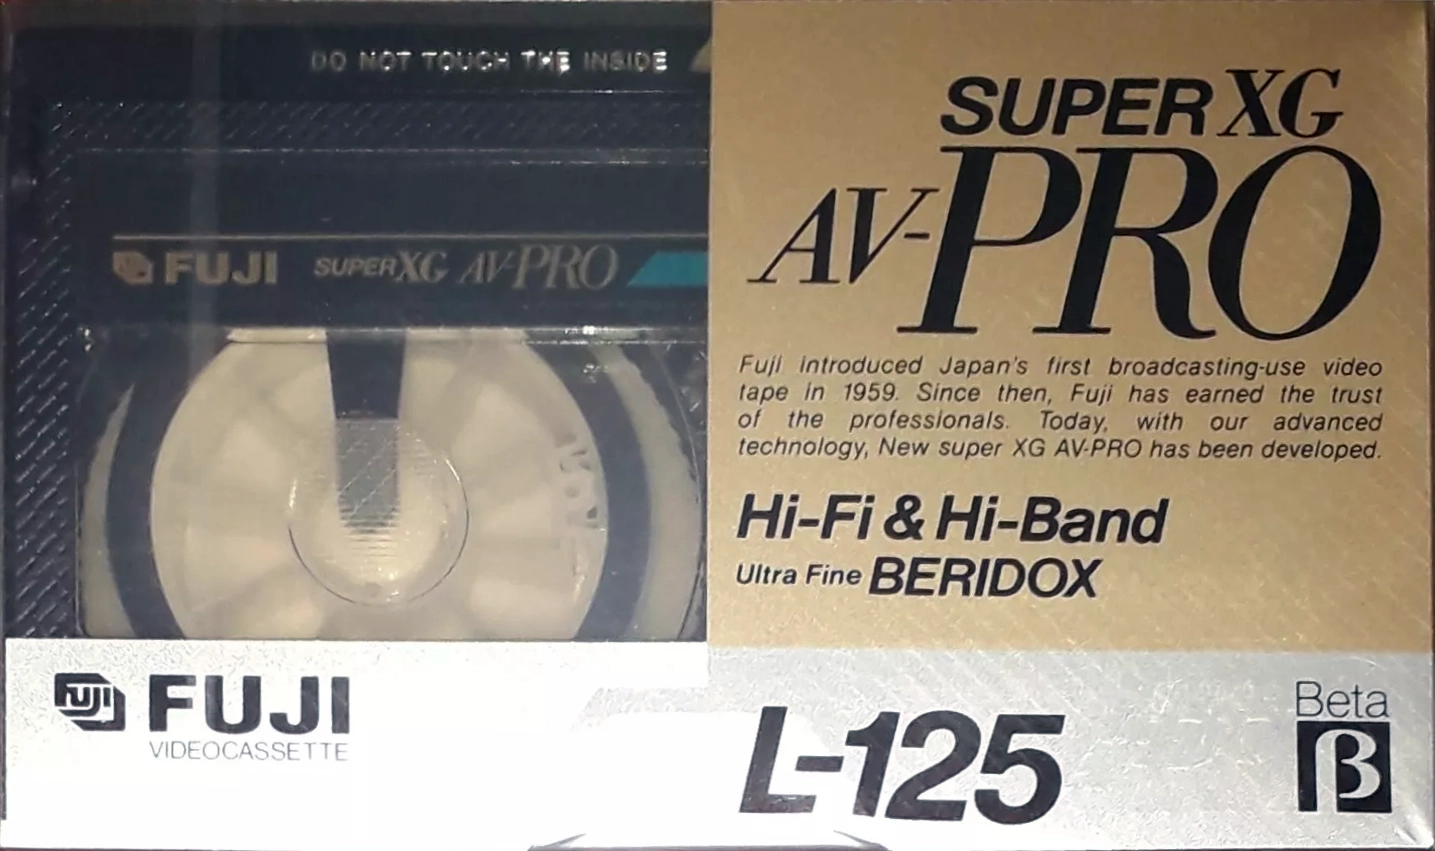 DO NOT TOUCH THE INSIDE
FUJI SUPER XG AV-PRO
SUPER XG
AV-PRO
Fuji introduced Japan's first broadcasting-use video
tape in 1959. Since then, Fuji has earned the trust
of the professionals. Today, with our advanced
technology, New super XG AV-PRO has been developed.
Hi-Fi & Hi-Band
Ultra Fine BERIDOX
FUJI FUJI
VIDEOCASSETTE
L-125
Beta
β